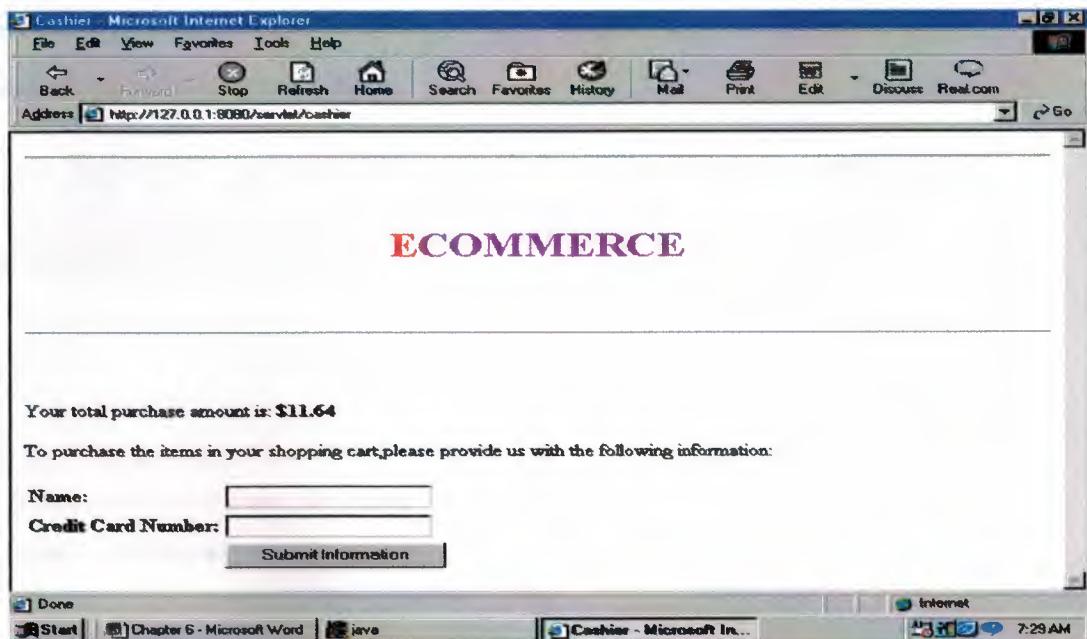 Cashier - Microsoft Internet Explorer
File Edit View Favorites Tools Help
Back Forward Stop Refresh Home Search Favorites History Mail Print Edit Discuss Real.com
Address http://127.0.0.1:8080/servlet/cashier Go
ECOMMERCE
Your total purchase amount is: $11.64
To purchase the items in your shopping cart,please provide us with the following information:
Name:
Credit Card Number:
Submit Information
Done Internet
Start Chapter 6 - Microsoft Word java Cashier - Microsoft In... 7:29 AM